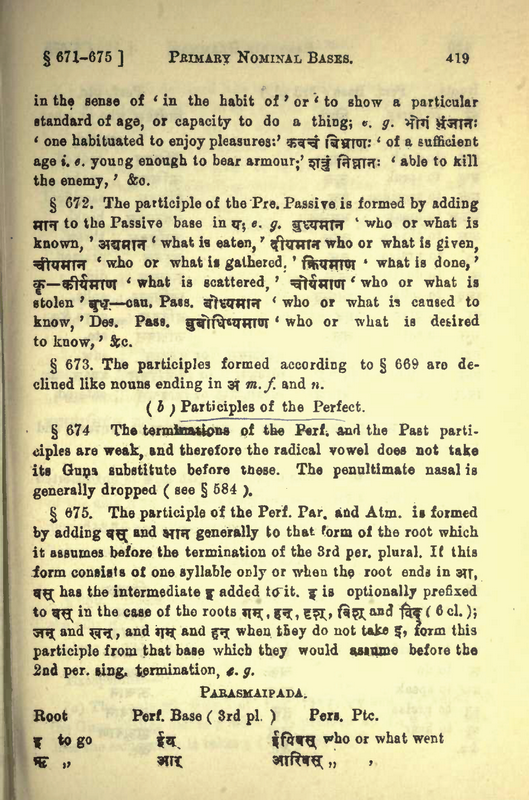 § 671–675 ] PRIMARY NOMINAL BASES. 419
in the sense of ‘ in the habit of ’ or ‘ to show a particular
standard of age, or capacity to do a thing; e. g. भोगं भुंजानः
‘ one habituated to enjoy pleasures:’ कवचं बिभ्राणः ‘ of a sufficient
age i. e. young enough to bear armour;’ शत्रुं निघ्नानः ‘ able to kill
the enemy, ’ &c.
§ 672. The participle of the Pre. Passive is formed by adding
मान to the Passive base in य; e. g. बुध्यमान ‘ who or what is
known, ’ अद्यमान ‘ what is eaten, ’ दीयमान who or what is given,
चीयमान ‘ who or what is gathered, ’ क्रियमाण ‘ what is done, ’
कॄ—कीर्यमाण ‘ what is scattered, ’ चोर्यमाण ‘ who or what is
stolen ’ बुध्—cau. Pass. बोध्यमान ‘ who or what is caused to
know, ’ Des. Pass. बुबोधिष्यमाण ‘ who or what is desired
to know, ’ &c.
§ 673. The participles formed according to § 669 are de-
clined like nouns ending in अ m. f. and n.
( b ) Participles of the Perfect.
§ 674 The terminations of the Perf. and the Past parti-
ciples are weak, and therefore the radical vowel does not take
its Guṇa substitute before these. The penultimate nasal is
generally dropped ( see § 584 ).
§ 675. The participle of the Perf. Par. and Atm. is formed
by adding वस् and आन generally to that form of the root which
it assumes before the termination of the 3rd per. plural. If this
form consists of one syllable only or when the root ends in आ,
वस् has the intermediate इ added to it. इ is optionally prefixed
to वस् in the case of the roots गम्, हन्, दृश्, विश् and विद् ( 6 cl. );
जन् and खन्, and गम् and हन् when they do not take इ, form this
participle from that base which they would assume before the
2nd per. sing. termination, e. g.
PARASMAIPADA.
Root Perf. Base ( 3rd pl. ) Pers. Ptc.
इ to go ईय् ईयिवस् who or what went
ऋ „ आर् आरिवस् „ ,